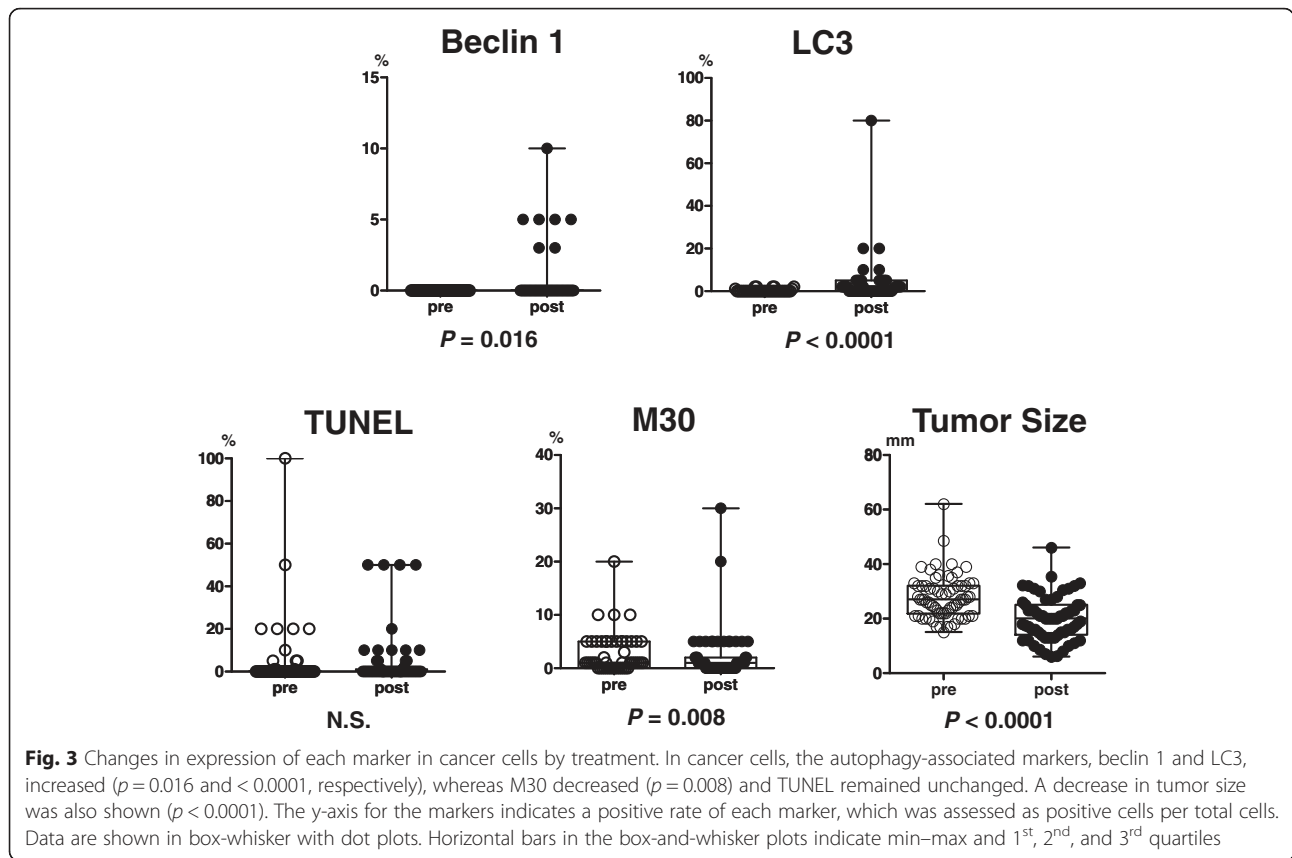 Beclin 1
%
15
10
5
0
pre
post
P = 0.016
LC3
%
100
80
60
40
20
0
pre
post
P < 0.0001
TUNEL
%
100
80
60
40
20
0
pre
post
N.S.
M30
%
40
30
20
10
0
pre
post
P = 0.008
Tumor Size
mm
80
60
40
20
0
pre
post
P < 0.0001
Fig. 3 Changes in expression of each marker in cancer cells by treatment. In cancer cells, the autophagy-associated markers, beclin 1 and LC3,
increased (p = 0.016 and < 0.0001, respectively), whereas M30 decreased (p = 0.008) and TUNEL remained unchanged. A decrease in tumor size
was also shown (p < 0.0001). The y-axis for the markers indicates a positive rate of each marker, which was assessed as positive cells per total cells.
Data are shown in box-whisker with dot plots. Horizontal bars in the box-and-whisker plots indicate min–max and 1st, 2nd, and 3rd quartiles